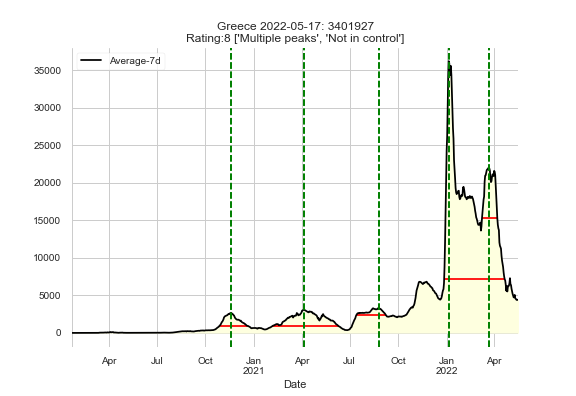 Greece 2022-05-17: 3401927
Rating:8 ['Multiple peaks', 'Not in control']
Average-7d
35000
30000
25000
20000
15000
10000
5000
0
Apr Jul Oct Jan Apr Jul Oct Jan Apr
2021 2022
Date